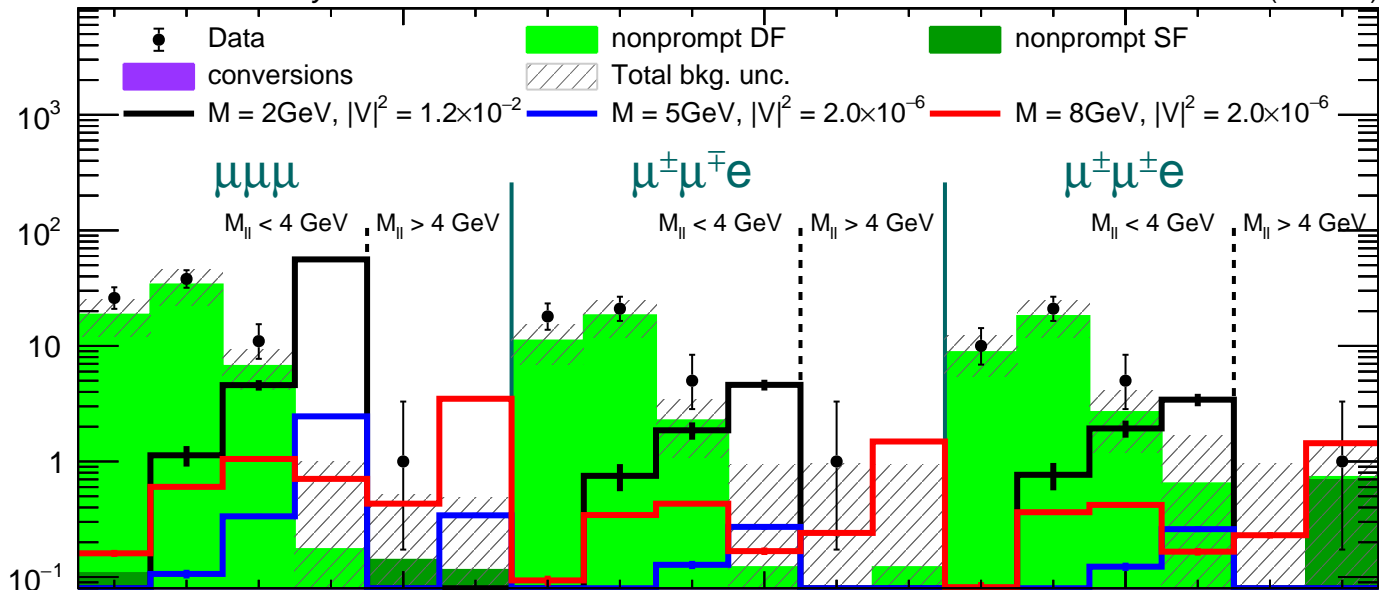 Data
nonprompt DF
nonprompt SF
conversions
Total bkg. unc.
M = 2GeV, |V|² = 1.2×10⁻²
M = 5GeV, |V|² = 2.0×10⁻⁶
M = 8GeV, |V|² = 2.0×10⁻⁶
10³
10²
10
1
10⁻¹
μμμ
μ±μ∓e
μ±μ±e
Mll < 4 GeV
Mll > 4 GeV
Mll < 4 GeV
Mll > 4 GeV
Mll < 4 GeV
Mll > 4 GeV